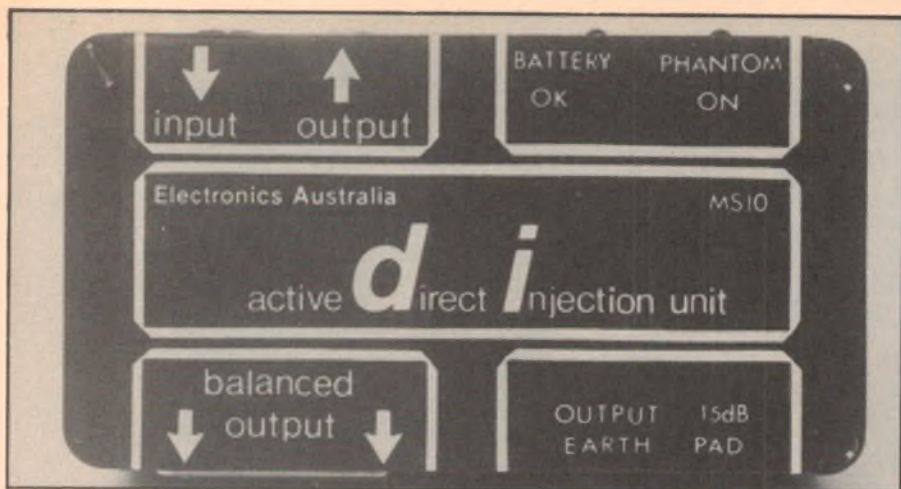 input output
BATTERY PHANTOM
OK ON
Electronics Australia MS10
active direct injection unit
balanced
output
OUTPUT 15dB
EARTH PAD